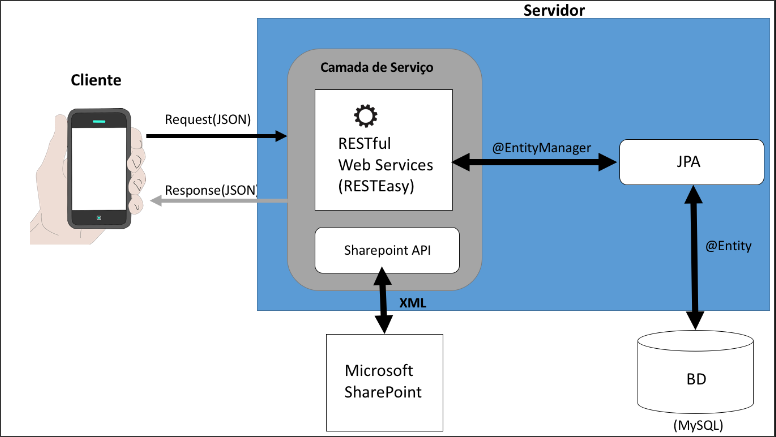 Servidor
Cliente
Camada de Serviço
Request(JSON)
RESTful
Web Services
(RESTEasy)
@EntityManager
JPA
Response(JSON)
Sharepoint API
@Entity
XML
Microsoft
SharePoint
BD
(MySQL)